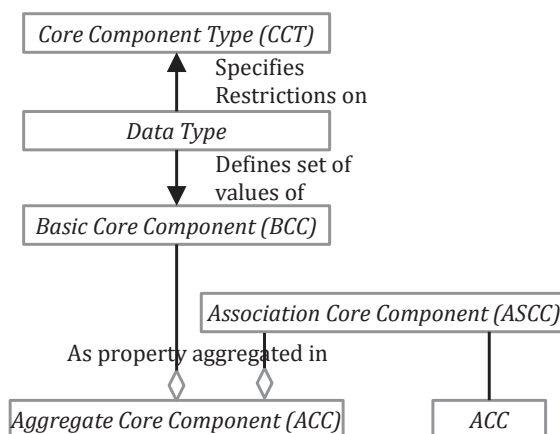 Core Component Type (CCT)
Specifies
Restrictions on
Data Type
Defines set of
values of
Basic Core Component (BCC)
Association Core Component (ASCC)
As property aggregated in
Aggregate Core Component (ACC)
ACC